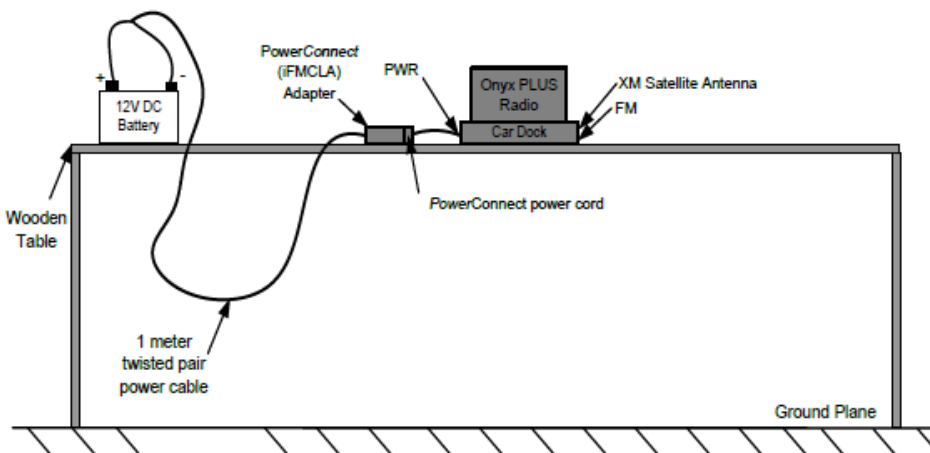 +
-
12V DC
Battery
PowerConnect
(iFMCLA)
Adapter
PWR
Onyx PLUS
Radio
Car Dock
XM Satellite Antenna
FM
PowerConnect power cord
Wooden
Table
1 meter
twisted pair
power cable
Ground Plane